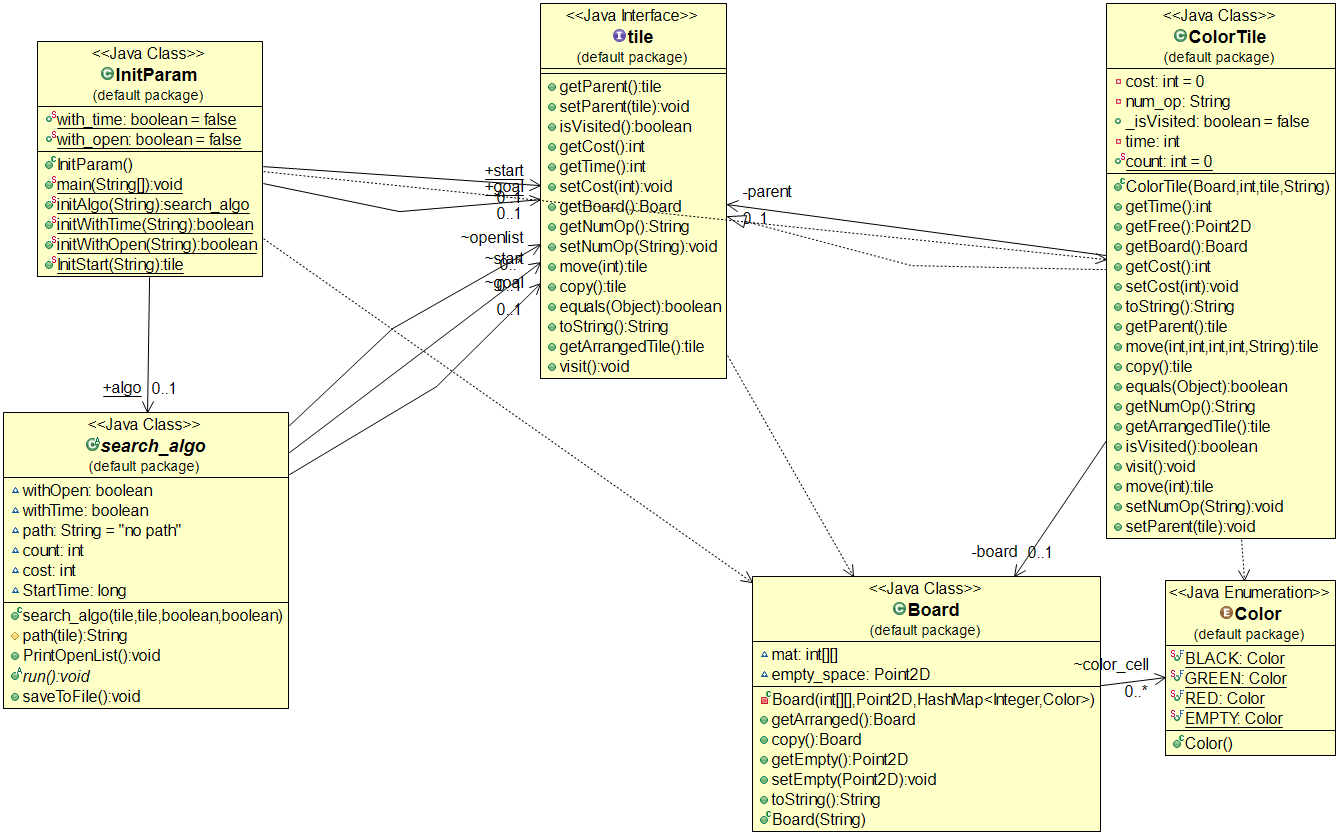 <<Java Class>>
InitParam
(default package)
with_time: boolean = false
with_open: boolean = false
InitParam()
main(String[]):void
initAlgo(String):search_algo
initWithTime(String):boolean
initWithOpen(String):boolean
InitStart(String):tile
<<Java Interface>>
tile
(default package)
getParent():tile
setParent(tile):void
isVisited():boolean
getCost():int
getTime():int
setCost(int):void
getBoard():Board
getNumOp():String
setNumOp(String):void
move(int):tile
copy():tile
equals(Object):boolean
toString():String
getArrangedTile():tile
visit():void
<<Java Class>>
ColorTile
(default package)
cost: int = 0
num_op: String
_isVisited: boolean = false
time: int
count: int = 0
ColorTile(Board,int,tile,String)
getTime():int
getFree():Point2D
getBoard():Board
getCost():int
setCost(int):void
toString():String
getParent():tile
move(int,int,int,int,String):tile
copy():tile
equals(Object):boolean
getNumOp():String
getArrangedTile():tile
isVisited():boolean
visit():void
move(int):tile
setNumOp(String):void
setParent(tile):void
+start
0..1
+goal
0..1
-parent
0..1
~openlist
0..*
~start
0..1
~goal
0..1
+algo 0..1
<<Java Class>>
search_algo
(default package)
withOpen: boolean
withTime: boolean
path: String = "no path"
count: int
cost: int
StartTime: long
search_algo(tile,tile,boolean,boolean)
path(tile):String
PrintOpenList():void
run():void
saveToFile():void
-board 0..1
<<Java Class>>
Board
(default package)
mat: int[][]
empty_space: Point2D
Board(int[][],Point2D,HashMap<Integer,Color>)
getArranged():Board
copy():Board
getEmpty():Point2D
setEmpty(Point2D):void
toString():String
Board(String)
~color_cell
0..*
<<Java Enumeration>>
Color
(default package)
BLACK: Color
GREEN: Color
RED: Color
EMPTY: Color
Color()